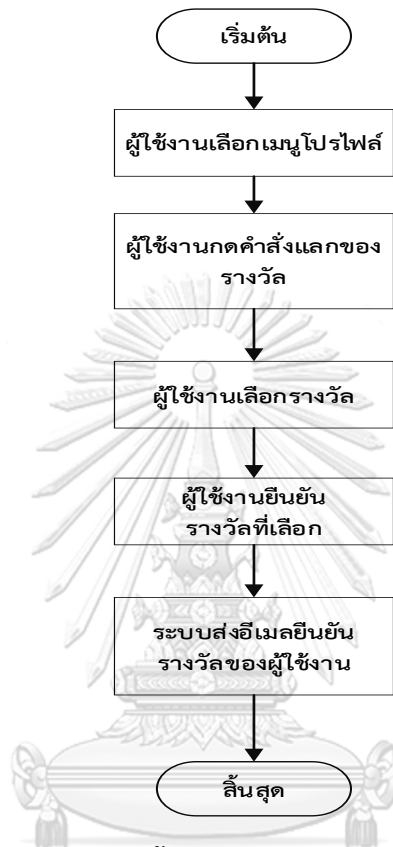 เริ่มต้น
ผู้ใช้งานเลือกเมนูโปรไฟล์
ผู้ใช้งานกดคำสั่งแลกของ
รางวัล
ผู้ใช้งานเลือกรางวัล
ผู้ใช้งานยืนยัน
รางวัลที่เลือก
ระบบส่งอีเมลยืนยัน
รางวัลของผู้ใช้งาน
สิ้นสุด